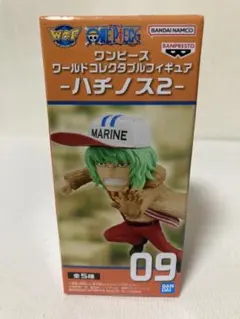 WCF
ONE PIECE
BANDAI NAMCO
BANPRESTO
ワンピース
ワールドコレクタブルフィギュア
-ハチノス2-
MARINE
09
全5種
BANDAI